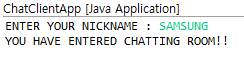 ChatClientApp [Java Application]
ENTER YOUR NICKNAME : SAMSUNG
YOU HAVE ENTERED CHATTING ROOM!!